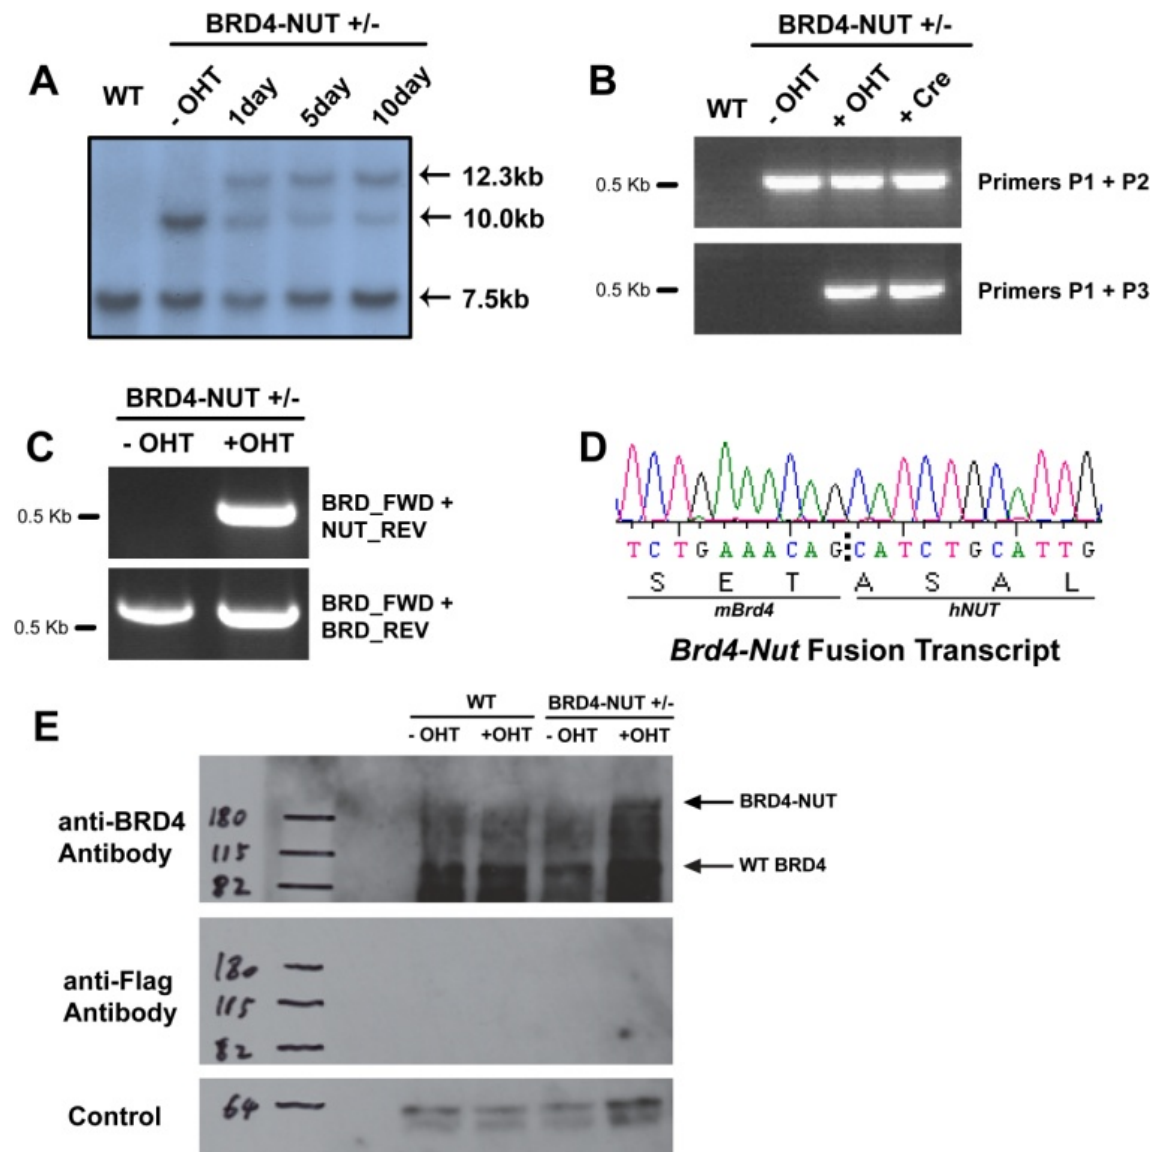 BRD4-NUT +/-
A
WT
- OHT
1day
5day
10day
12.3kb
10.0kb
7.5kb
BRD4-NUT +/-
B
WT
- OHT
+ OHT
+ Cre
0.5 Kb
Primers P1 + P2
0.5 Kb
Primers P1 + P3
BRD4-NUT +/-
C
- OHT
+OHT
0.5 Kb
BRD_FWD +
NUT_REV
0.5 Kb
BRD_FWD +
BRD_REV
D
T C T G A A A C A G C A T C T G C A T T G
S E T A S A L
mBrd4
hNUT
Brd4-Nut Fusion Transcript
E
WT
BRD4-NUT +/-
- OHT
+OHT
- OHT
+OHT
anti-BRD4
Antibody
180
115
82
BRD4-NUT
WT BRD4
anti-Flag
Antibody
180
115
82
Control
64